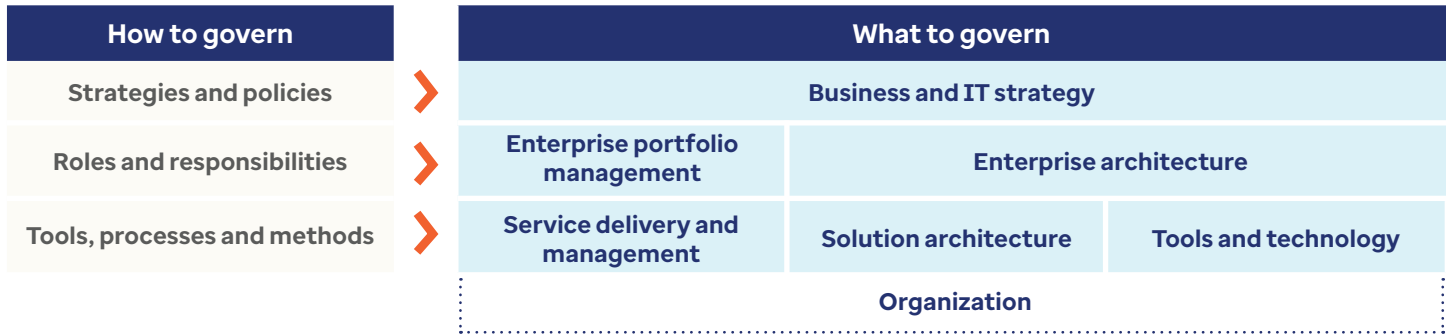 How to govern
What to govern
Strategies and policies
Business and IT strategy
Roles and responsibilities
Enterprise portfolio
management
Enterprise architecture
Tools, processes and methods
Service delivery and
management
Solution architecture
Tools and technology
Organization